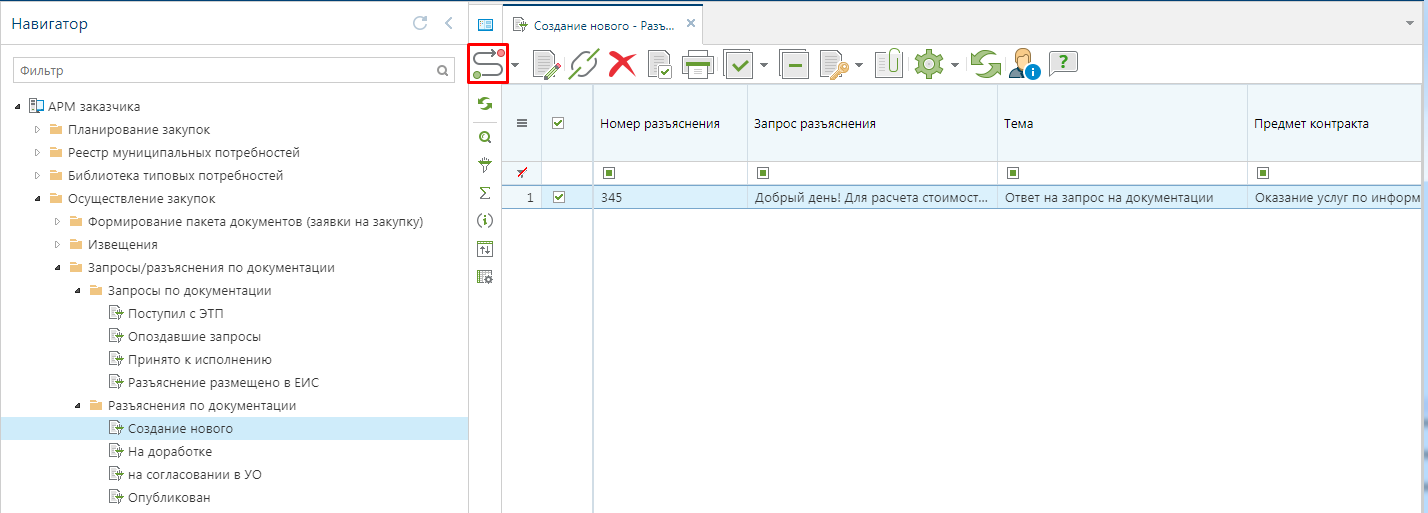 Навигатор
Фильтр
АРМ заказчика
Планирование закупок
Реестр муниципальных потребностей
Библиотека типовых потребностей
Осуществление закупок
Формирование пакета документов (заявки на закупку)
Извещения
Запросы/разъяснения по документации
Запросы по документации
Поступил с ЭТП
Опоздавшие запросы
Принято к исполнению
Разъяснение размещено в ЕИС
Разъяснения по документации
Создание нового
На доработке
на согласовании в УО
Опубликован
Создание нового - Разъ...
Номер разъяснения Запрос разъяснения Тема Предмет контракта
1 345 Добрый день! Для расчета стоимост... Ответ на запрос на документации Оказание услуг по информ